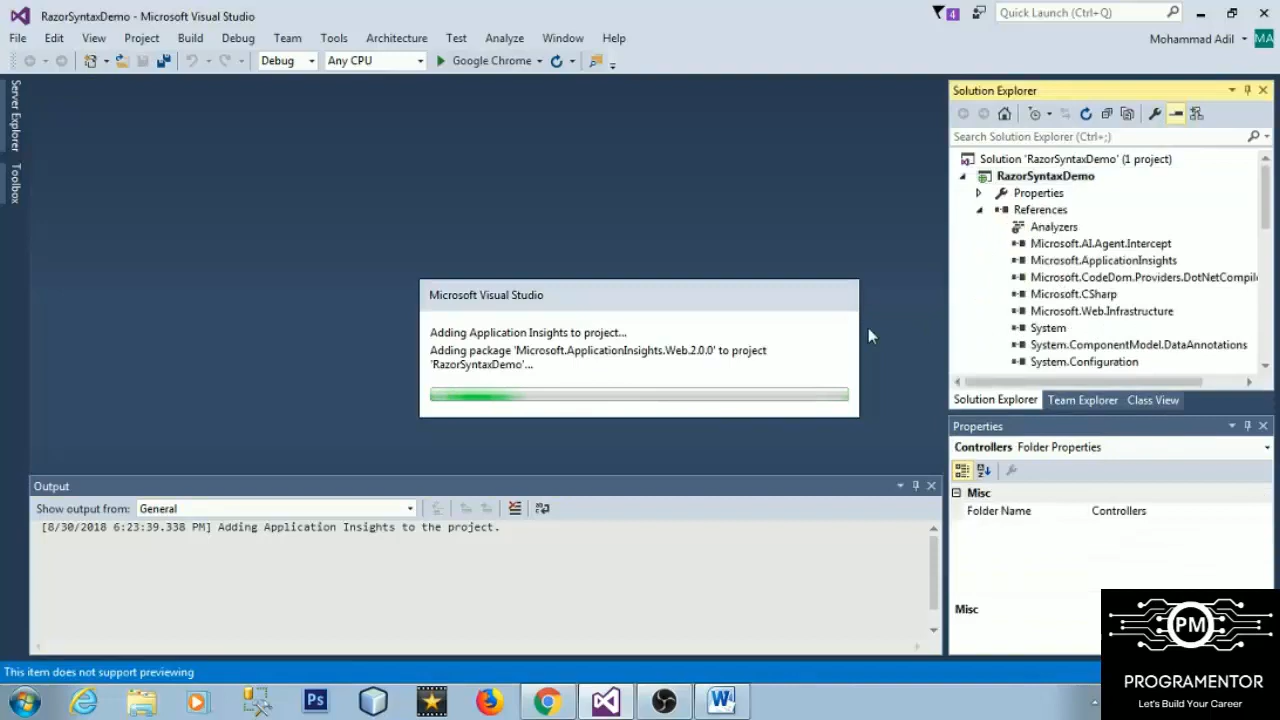 RazorSyntaxDemo - Microsoft Visual Studio
4
Quick Launch (Ctrl+Q)
File Edit View Project Build Debug Team Tools Architecture Test Analyze Window Help
Mohammad Adil
MA
Debug
Any CPU
Google Chrome
Server Explorer
Toolbox
Solution Explorer
Search Solution Explorer (Ctrl+;)
Solution 'RazorSyntaxDemo' (1 project)
RazorSyntaxDemo
Properties
References
Analyzers
Microsoft.AI.Agent.Intercept
Microsoft.ApplicationInsights
Microsoft.CodeDom.Providers.DotNetCompil
Microsoft.CSharp
Microsoft.Web.Infrastructure
System
System.ComponentModel.DataAnnotations
System.Configuration
Solution Explorer Team Explorer Class View
Microsoft Visual Studio
Adding Application Insights to project...
Adding package 'Microsoft.ApplicationInsights.Web.2.0.0' to project
'RazorSyntaxDemo'...
Properties
Controllers Folder Properties
Misc
Folder Name Controllers
Misc
Output
Show output from: General
[8/30/2018 6:23:39.338 PM] Adding Application Insights to the project.
This item does not support previewing
Ps
W
PM
PROGRAMENTOR
Let's Build Your Career